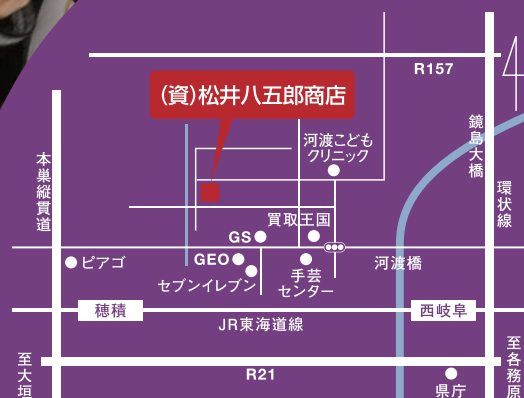 R157
(資)松井八五郎商店
鏡島大橋
河渡こども
クリニック
本巣縦貫道
環状線
買取王国
GS
ピアゴ
GEO
セブンイレブン
手芸
センター
河渡橋
穂積
西岐阜
JR東海道線
至大垣
至各務原
R21
県庁